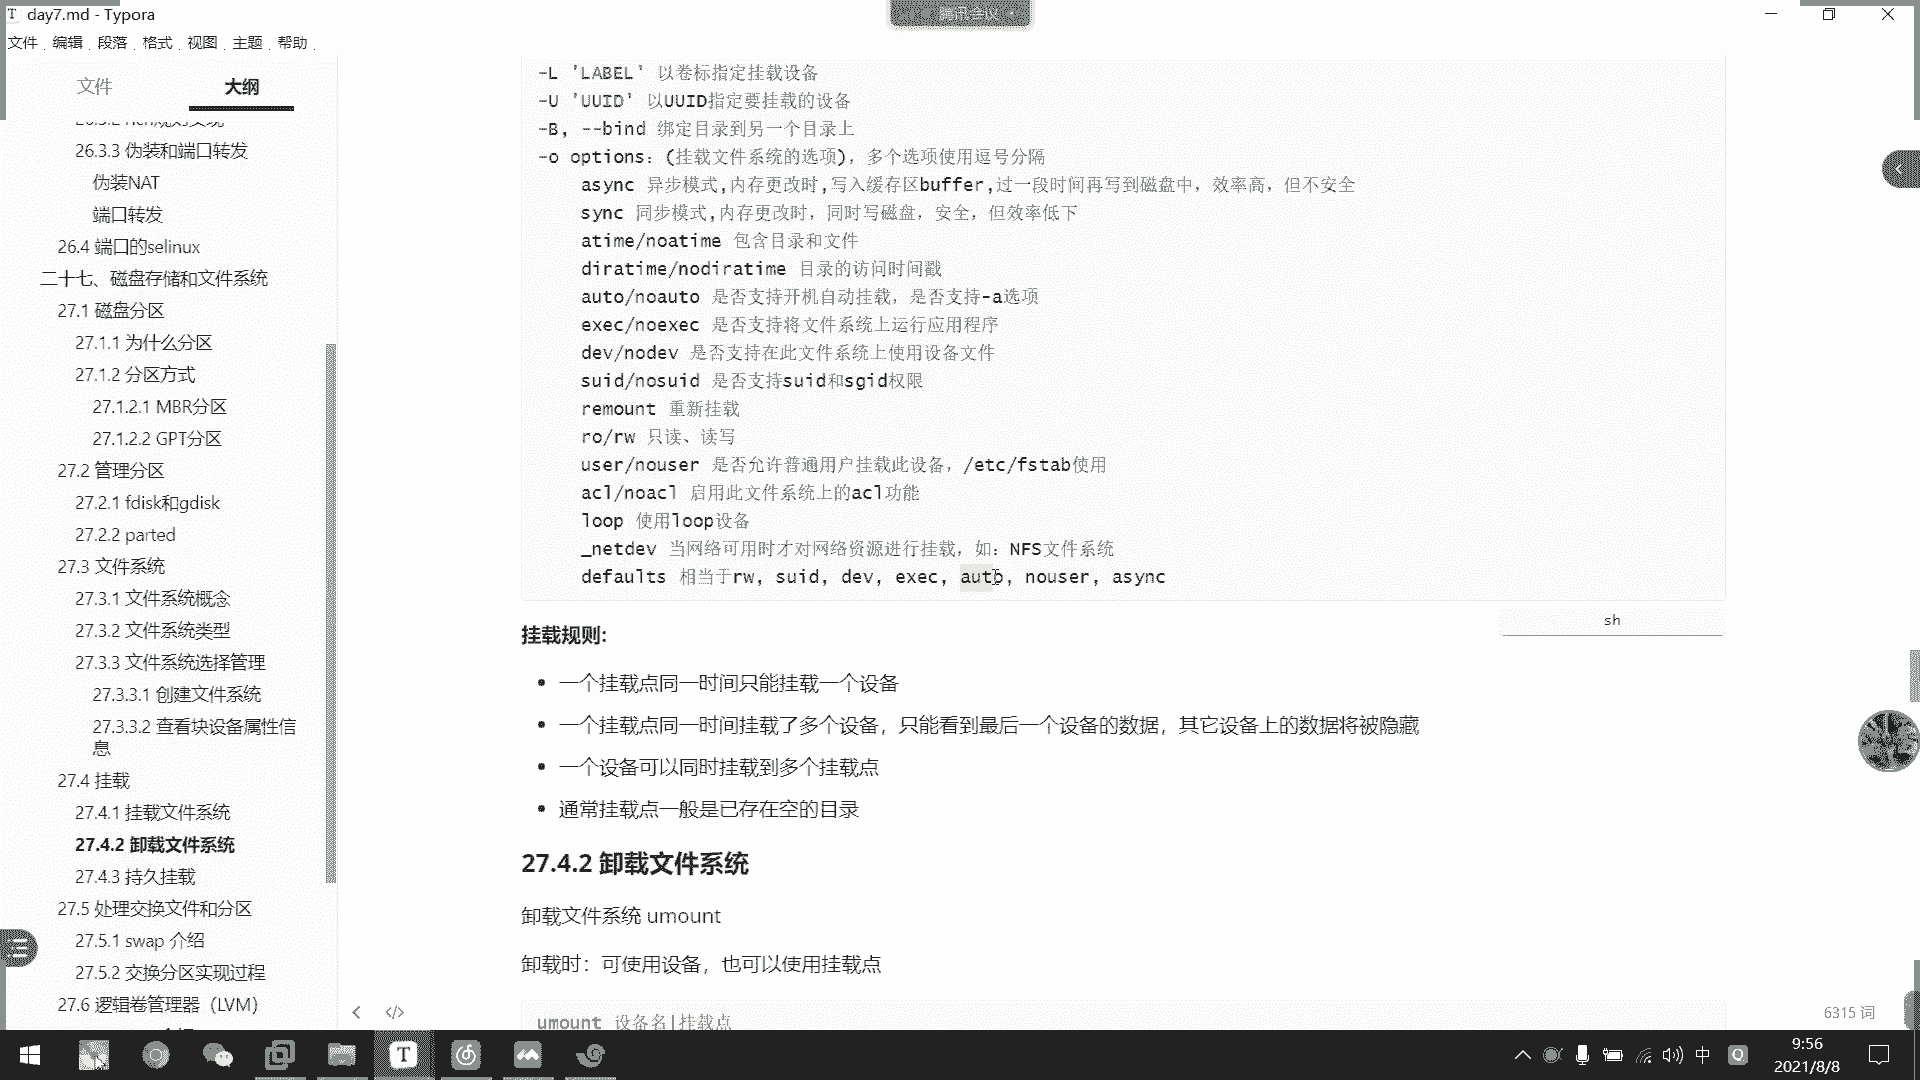 day7.md - Typora
腾讯会议
文件 编辑 段落 格式 视图 主题 帮助
文件 大纲
26.3.3 伪装和端口转发
伪装NAT
端口转发
26.4 端口的selinux
二十七、磁盘存储和文件系统
27.1 磁盘分区
27.1.1 为什么分区
27.1.2 分区方式
27.1.2.1 MBR分区
27.1.2.2 GPT分区
27.2 管理分区
27.2.1 fdisk和gdisk
27.2.2 parted
27.3 文件系统
27.3.1 文件系统概念
27.3.2 文件系统类型
27.3.3 文件系统选择管理
27.3.3.1 创建文件系统
27.3.3.2 查看块设备属性信
息
27.4 挂载
27.4.1 挂载文件系统
27.4.2 卸载文件系统
27.4.3 持久挂载
27.5 处理交换文件和分区
27.5.1 swap 介绍
27.5.2 交换分区实现过程
27.6 逻辑卷管理器（LVM）
-L 'LABEL' 以卷标指定挂载设备
-U 'UUID' 以UUID指定要挂载的设备
-B, --bind 绑定目录到另一个目录上
-o options：(挂载文件系统的选项)，多个选项使用逗号分隔
async 异步模式,内存更改时,写入缓存区buffer,过一段时间再写到磁盘中，效率高，但不安全
sync 同步模式,内存更改时，同时写磁盘，安全，但效率低下
atime/noatime 包含目录和文件
diratime/nodiratime 目录的访问时间戳
auto/noauto 是否支持开机自动挂载，是否支持-a选项
exec/noexec 是否支持将文件系统上运行应用程序
dev/nodev 是否支持在此文件系统上使用设备文件
suid/nosuid 是否支持suid和sgid权限
remount 重新挂载
ro/rw 只读、读写
user/nouser 是否允许普通用户挂载此设备，/etc/fstab使用
acl/noacl 启用此文件系统上的acl功能
loop 使用loop设备
_netdev 当网络可用时才对网络资源进行挂载，如：NFS文件系统
defaults 相当于rw, suid, dev, exec, auto, nouser, async
sh
挂载规则:
一个挂载点同一时间只能挂载一个设备
一个挂载点同一时间挂载了多个设备，只能看到最后一个设备的数据，其它设备上的数据将被隐藏
一个设备可以同时挂载到多个挂载点
通常挂载点一般是已存在空的目录
27.4.2 卸载文件系统
卸载文件系统 umount
卸载时：可使用设备，也可以使用挂载点
umount 设备名|挂载点
6315 词
中
9:56
2021/8/8